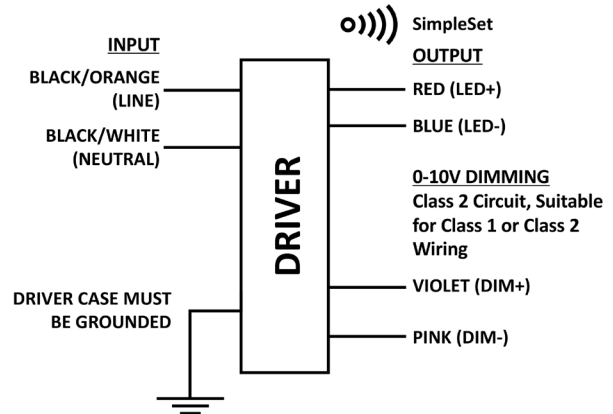 SimpleSet
INPUT
BLACK/ORANGE
(LINE)
BLACK/WHITE
(NEUTRAL)
DRIVER CASE MUST
BE GROUNDED
DRIVER
OUTPUT
RED (LED+)
BLUE (LED-)
0-10V DIMMING
Class 2 Circuit, Suitable
for Class 1 or Class 2
Wiring
VIOLET (DIM+)
PINK (DIM-)